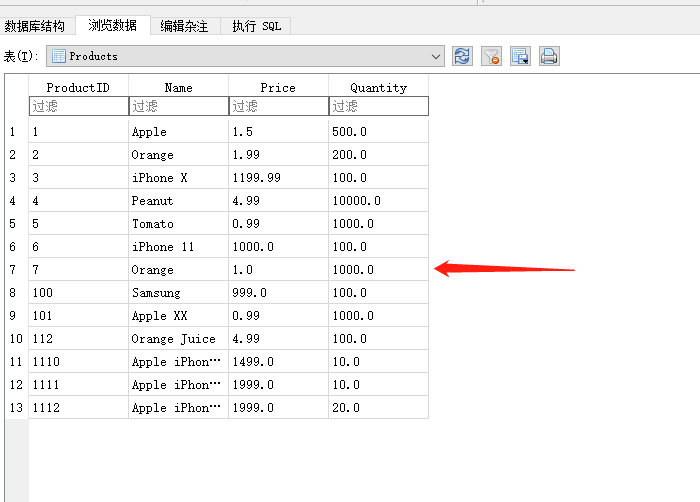 数据库结构 浏览数据 编辑杂注 执行 SQL
表(T): Products
ProductID Name Price Quantity
过滤 过滤 过滤 过滤
1 1 Apple 1.5 500.0
2 2 Orange 1.99 200.0
3 3 iPhone X 1199.99 100.0
4 4 Peanut 4.99 10000.0
5 5 Tomato 0.99 1000.0
6 6 iPhone 11 1000.0 100.0
7 7 Orange 1.0 1000.0
8 100 Samsung 999.0 100.0
9 101 Apple XX 0.99 1000.0
10 112 Orange Juice 4.99 100.0
11 1110 Apple iPhon… 1499.0 10.0
12 1111 Apple iPhon… 1999.0 10.0
13 1112 Apple iPhon… 1999.0 20.0